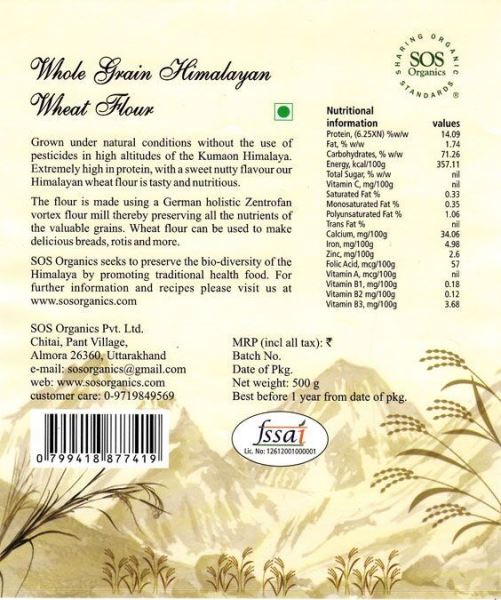 Whole Grain Himalayan
Wheat Flour
SHARING ORGANIC
SOS
Organics
STANDARDS ®
Grown under natural conditions without the use of
pesticides in high altitudes of the Kumaon Himalaya.
Extremely high in protein, with a sweet nutty flavour our
Himalayan wheat flour is tasty and nutritious.
The flour is made using a German holistic Zentrofan
vortex flour mill thereby preserving all the nutrients of
the valuable grains. Wheat flour can be used to make
delicious breads, rotis and more.
SOS Organics seeks to preserve the bio-diversity of the
Himalaya by promoting traditional health food. For
further information and recipes please visit us at
www.sosorganics.com
Nutritional
information values
Protein, (6.25XN) %w/w 14.09
Fat, % w/w 1.74
Carbohydrates, % w/w 71.26
Energy, kcal/100g 357.11
Total Sugar, % w/w nil
Vitamin C, mg/100g nil
Saturated Fat % 0.33
Monosaturated Fat % 0.35
Polyunsaturated Fat % 1.06
Trans Fat % nil
Calcium, mg/100g 34.06
Iron, mg/100g 4.98
Zinc, mg/100g 2.6
Folic Acid, mcg/100g 57
Vitamin A, mcg/100g nil
Vitamin B1, mg/100g 0.18
Vitamin B2 mg/100g 0.12
Vitamin B3, mg/100g 3.68
SOS Organics Pvt. Ltd.
Chitai, Pant Village,
Almora 26360, Uttarakhand
e-mail: sosorganics@gmail.com
web: www.sosorganics.com
customer care: 0-9719849569
MRP (incl all tax): ₹
Batch No.
Date of Pkg.
Net weight: 500 g
Best before 1 year from date of pkg.
0 799418 877419
fssai
Lic. No: 12612001000001